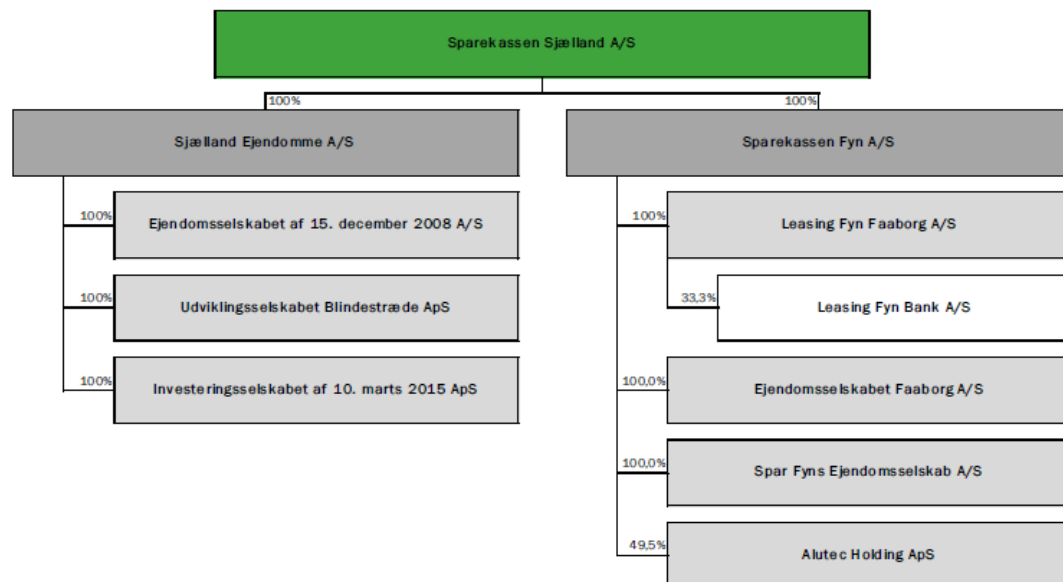 Sparekassen Sjælland A/S
100%
100%
Sjælland Ejendomme A/S
Sparekassen Fyn A/S
100%
Ejendomsselskabet af 15. december 2008 A/S
100%
Leasing Fyn Faaborg A/S
100%
Udviklingsselskabet Blindestræde ApS
33,3%
Leasing Fyn Bank A/S
100%
Investeringsselskabet af 10. marts 2015 ApS
100,0%
Ejendomsselskabet Faaborg A/S
100,0%
Spar Fyns Ejendomsselskab A/S
49,5%
Alutec Holding ApS